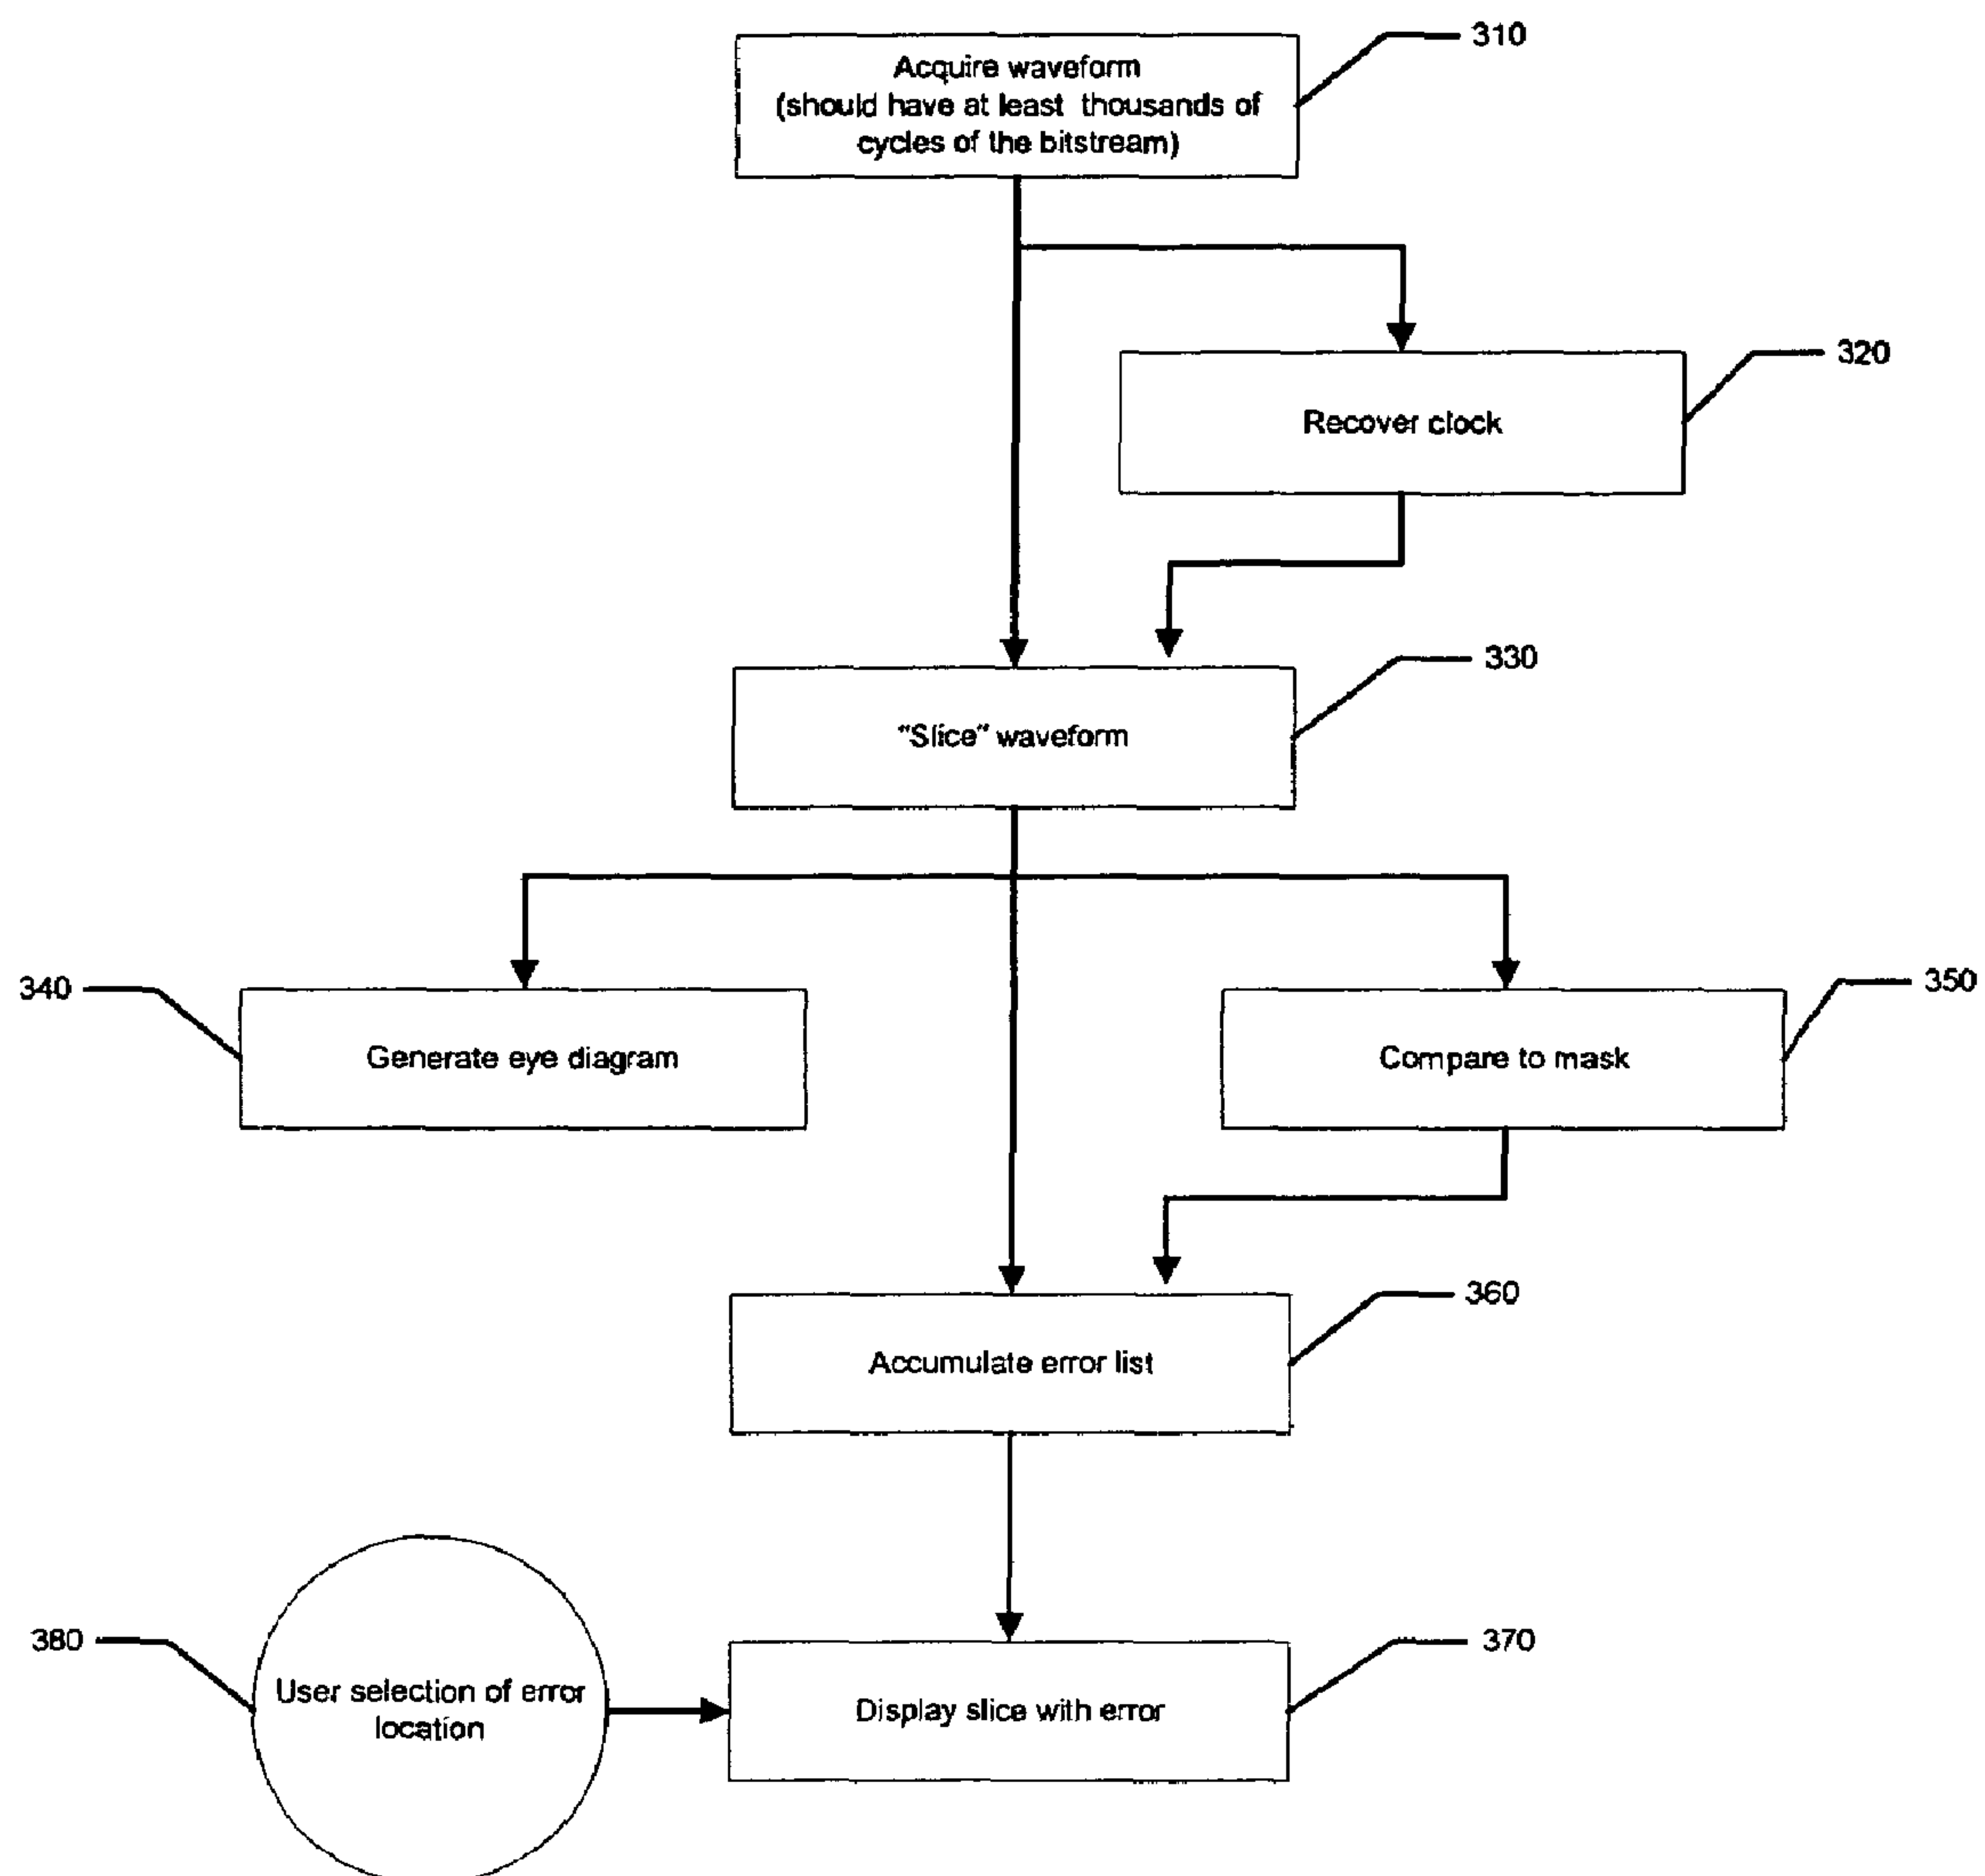 310
Acquire waveform
(should have at least thousands of
cycles of the bitstream)
320
Recover clock
330
"Slice" waveform
340
Generate eye diagram
350
Compare to mask
360
Accumulate error list
380
User selection of error
location
370
Display slice with error